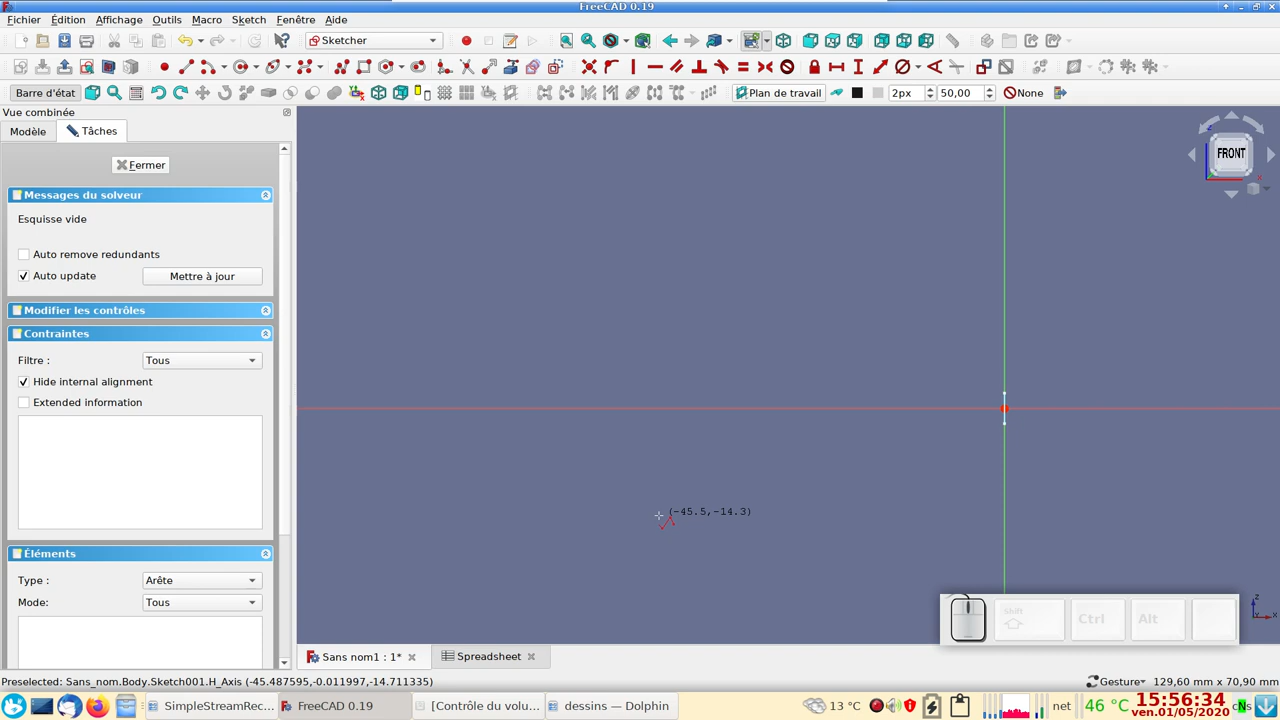 FreeCAD 0.19
Fichier Édition Affichage Outils Macro Sketch Fenêtre Aide
Sketcher
Barre d'état Plan de travail 2px 50,00 None
Vue combinée
Modèle Tâches
Fermer
Messages du solveur
Esquisse vide
Auto remove redundants
Auto update Mettre à jour
Modifier les contrôles
Contraintes
Filtre : Tous
Hide internal alignment
Extended information
Éléments
Type : Arête
Mode: Tous
FRONT
Z
X
(-45.5,-14.3)
Shift Ctrl Alt
Z
X
Sans nom1 : 1* Spreadsheet
Preselected: Sans_nom.Body.Sketch001.H_Axis (-45.487595,-0.011997,-14.711335) Gesture 129,60 mm x 70,90 mm
SimpleStreamRec... FreeCAD 0.19 [Copie de volu... dessins — Dolphin 13 °C net 46 °C 15:56:34
ven.01/05/2020